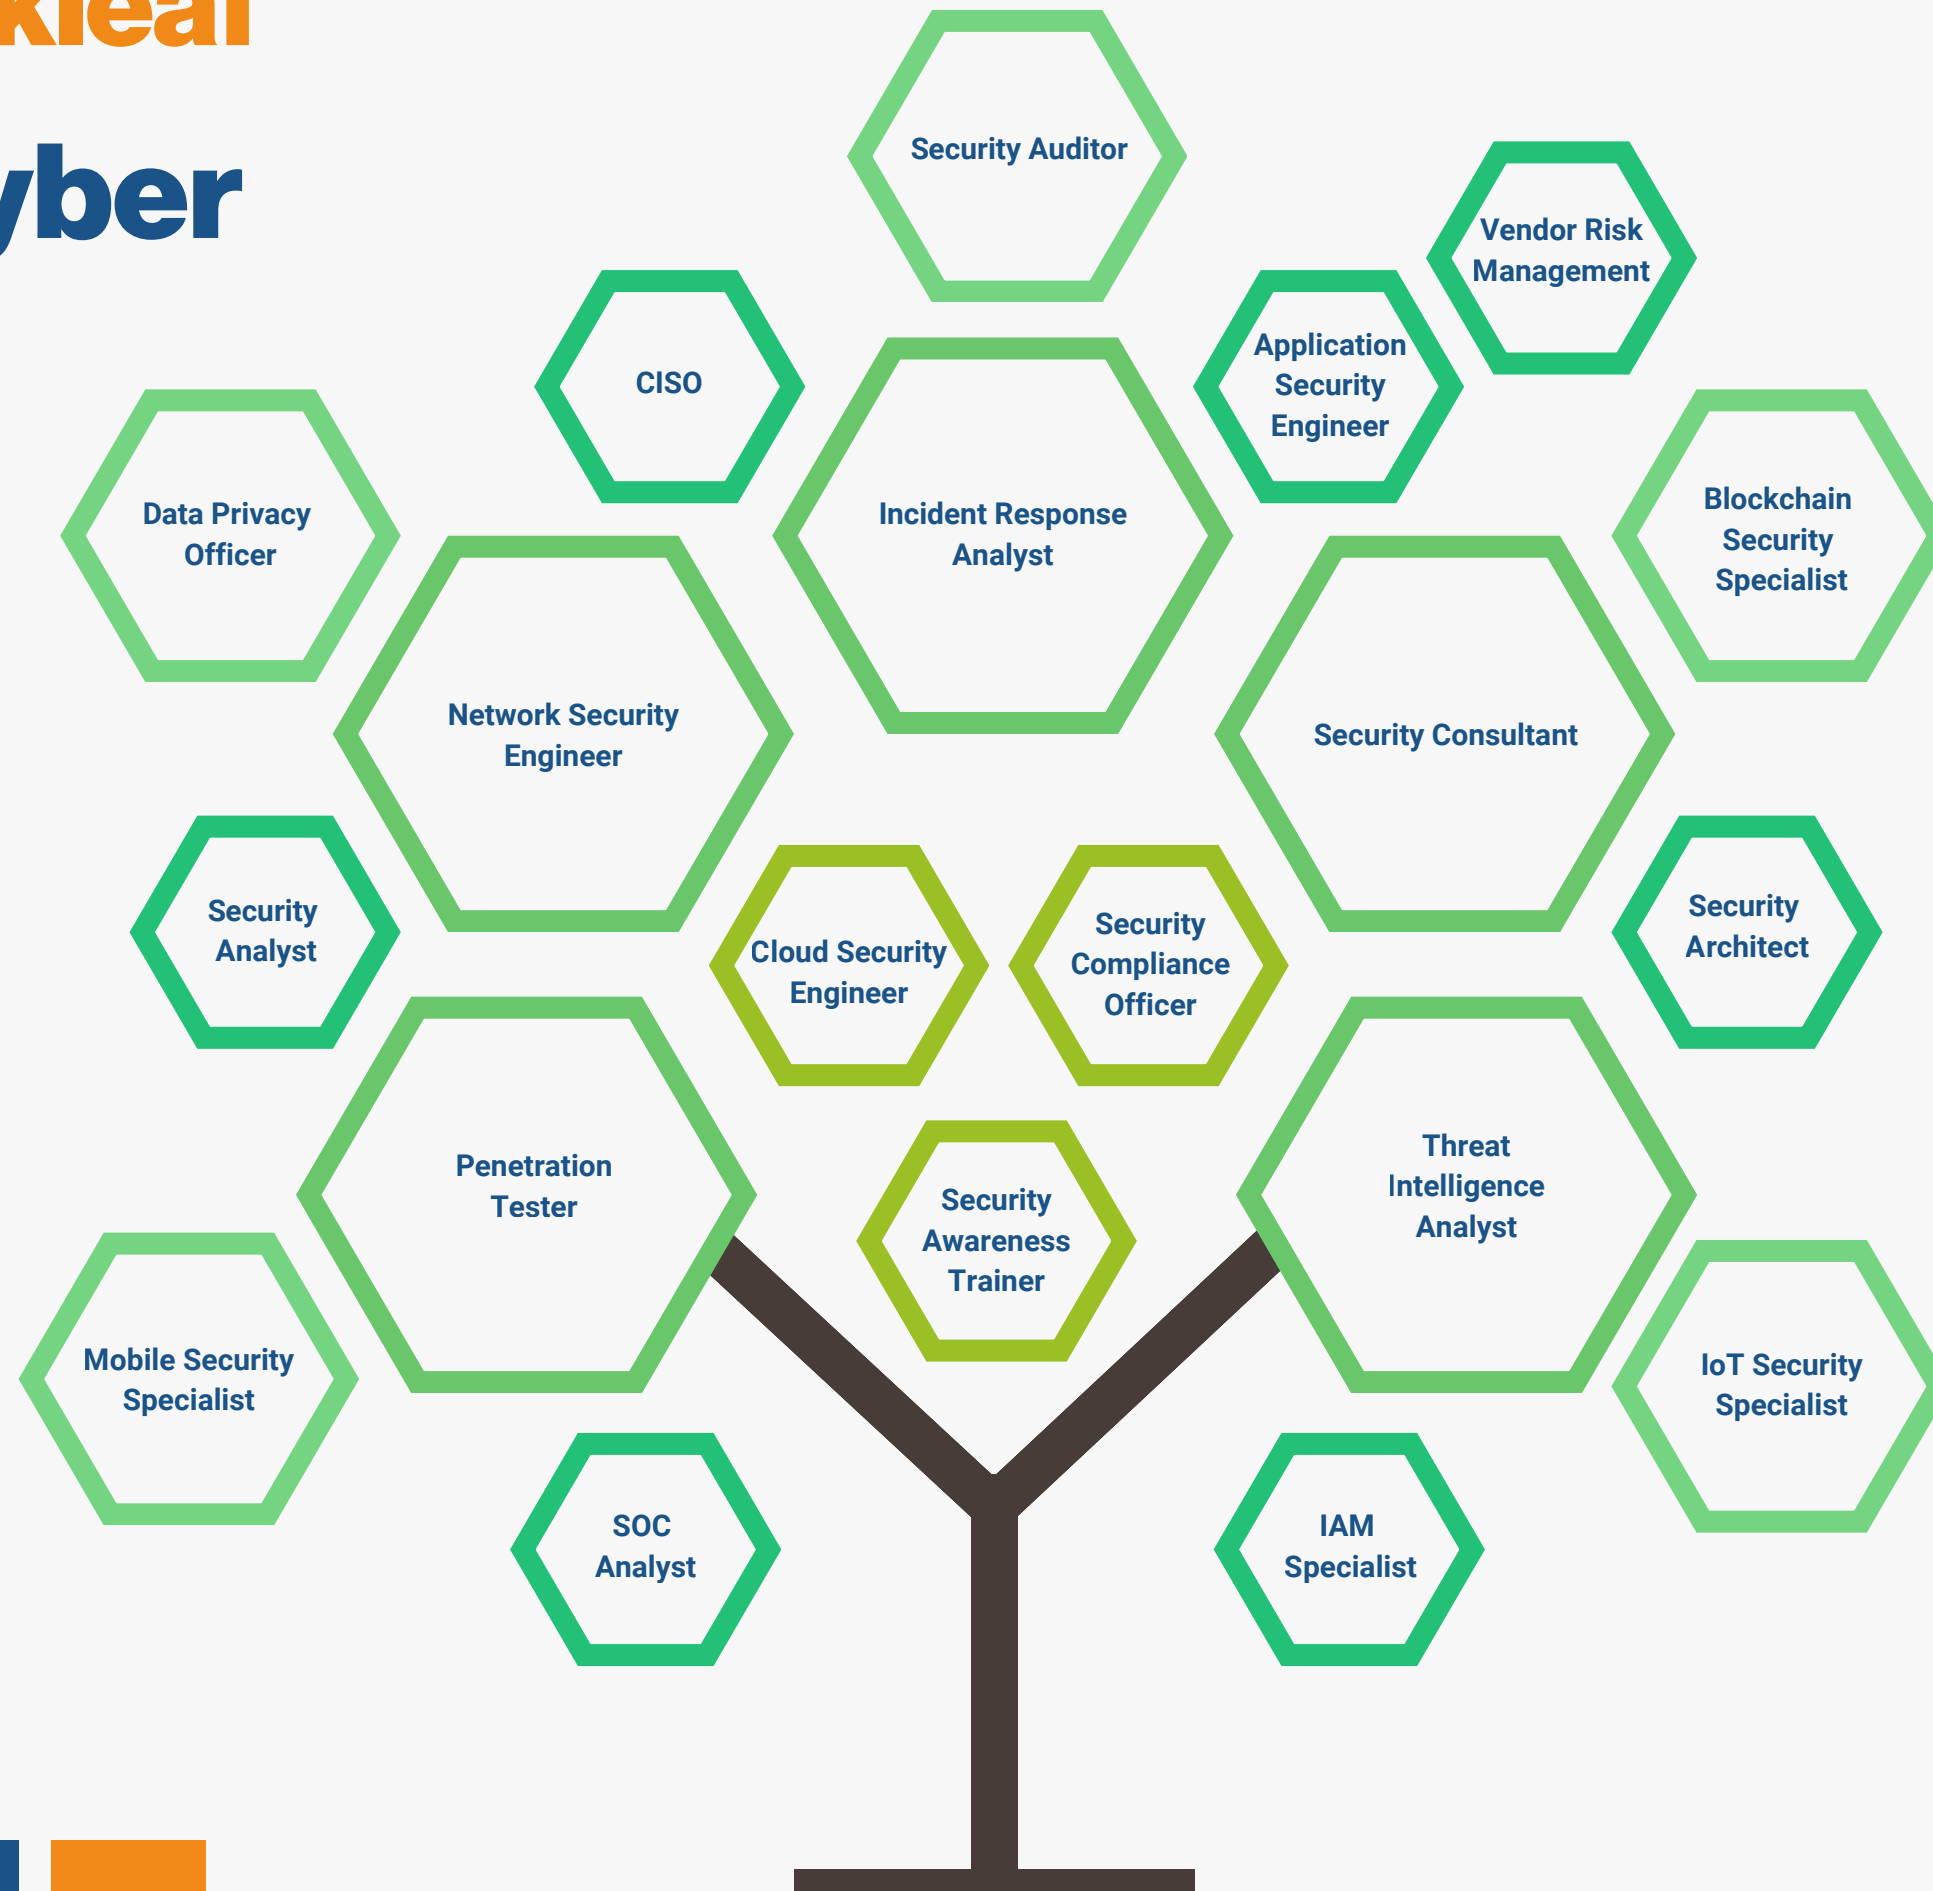 Security Auditor
Vendor Risk
Management
CISO
Application
Security
Engineer
Data Privacy
Officer
Incident Response
Analyst
Blockchain
Security
Specialist
Network Security
Engineer
Security Consultant
Security
Analyst
Cloud Security
Engineer
Security
Compliance
Officer
Security
Architect
Penetration
Tester
Security
Awareness
Trainer
Threat
Intelligence
Analyst
Mobile Security
Specialist
IoT Security
Specialist
SOC
Analyst
IAM
Specialist